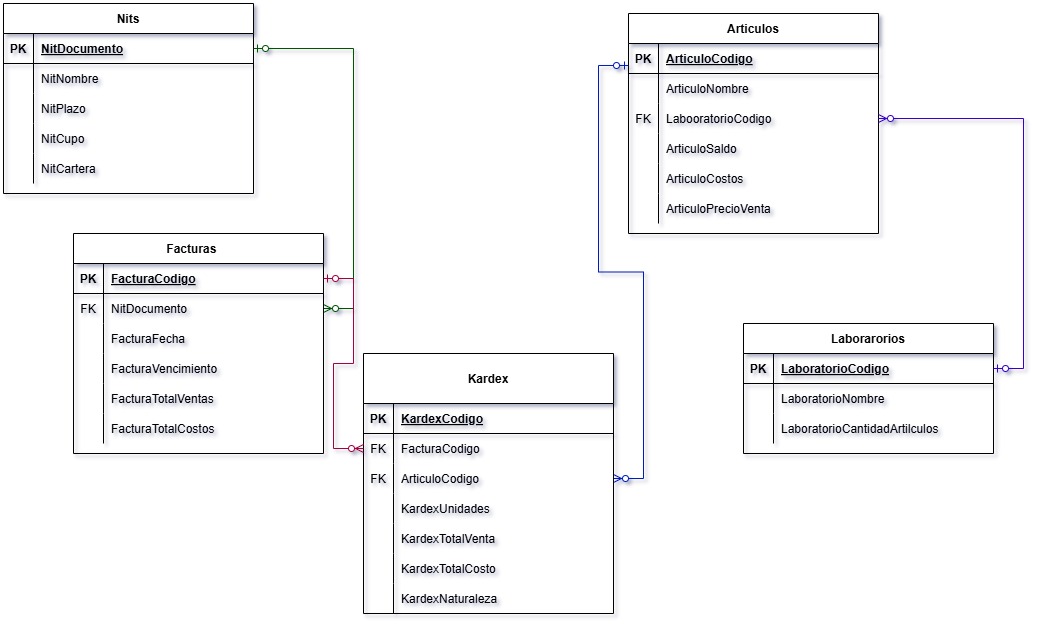 Nits
PK NitDocumento
NitNombre
NitPlazo
NitCupo
NitCartera
Facturas
PK FacturaCodigo
FK NitDocumento
FacturaFecha
FacturaVencimiento
FacturaTotalVentas
FacturaTotalCostos
Kardex
PK KardexCodigo
FK FacturaCodigo
FK ArticuloCodigo
KardexUnidades
KardexTotalVenta
KardexTotalCosto
KardexNaturaleza
Articulos
PK ArticuloCodigo
ArticuloNombre
FK LabooratorioCodigo
ArticuloSaldo
ArticuloCostos
ArticuloPrecioVenta
Laborarorios
PK LaboratorioCodigo
LaboratorioNombre
LaboratorioCantidadArtilculos